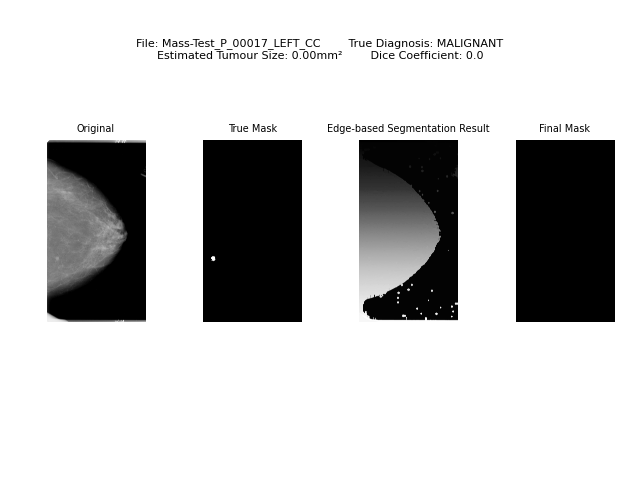 File: Mass-Test_P_00017_LEFT_CC True Diagnosis: MALIGNANT
Estimated Tumour Size: 0.00mm² Dice Coefficient: 0.0
Original True Mask Edge-based Segmentation Result Final Mask